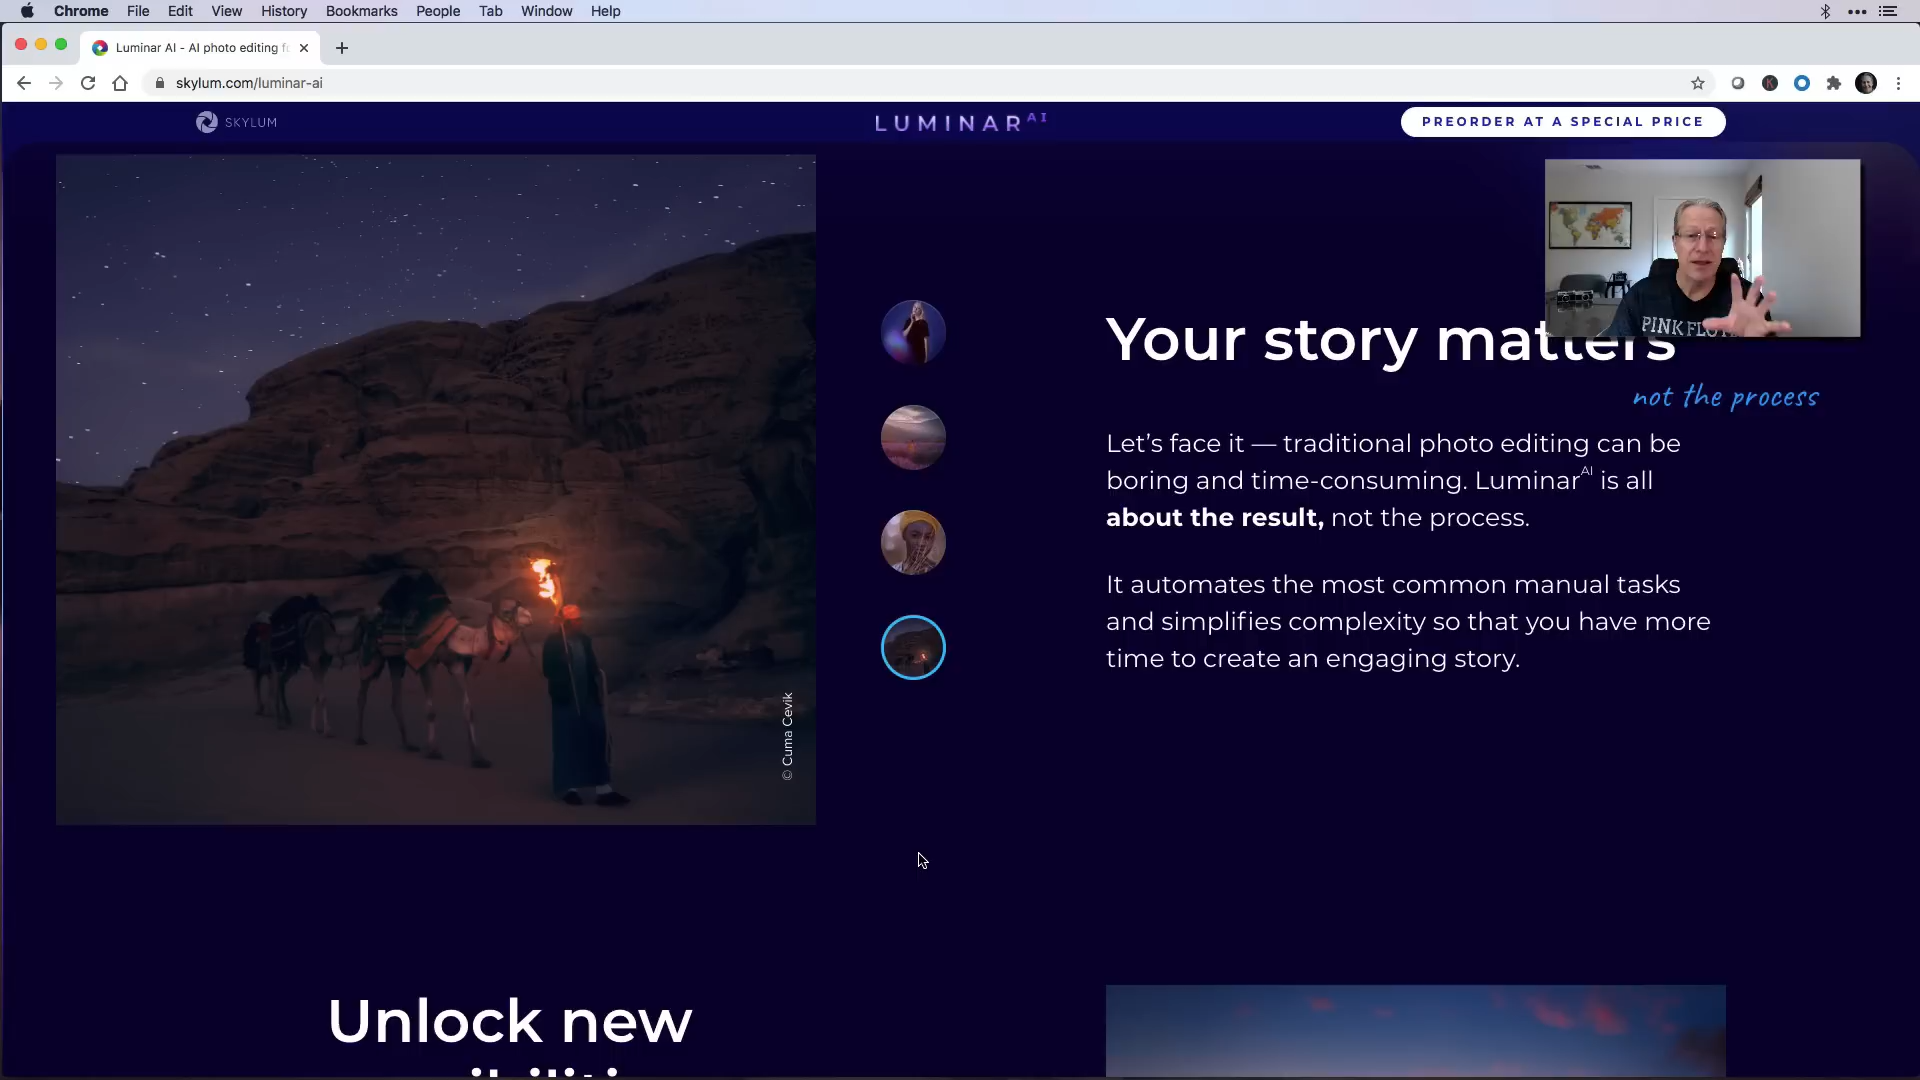 Chrome File Edit View History Bookmarks People Tab Window Help
Luminar AI - AI photo editing
skylum.com/luminar-ai
SKYLUM
LUMINAR AI
PREORDER AT A SPECIAL PRICE
PINK
Your story matters
not the process
Let’s face it — traditional photo editing can be
boring and time-consuming. Luminar AI is all
about the result, not the process.
It automates the most common manual tasks
and simplifies complexity so that you have more
time to create an engaging story.
© Cuma Cevik
Unlock new